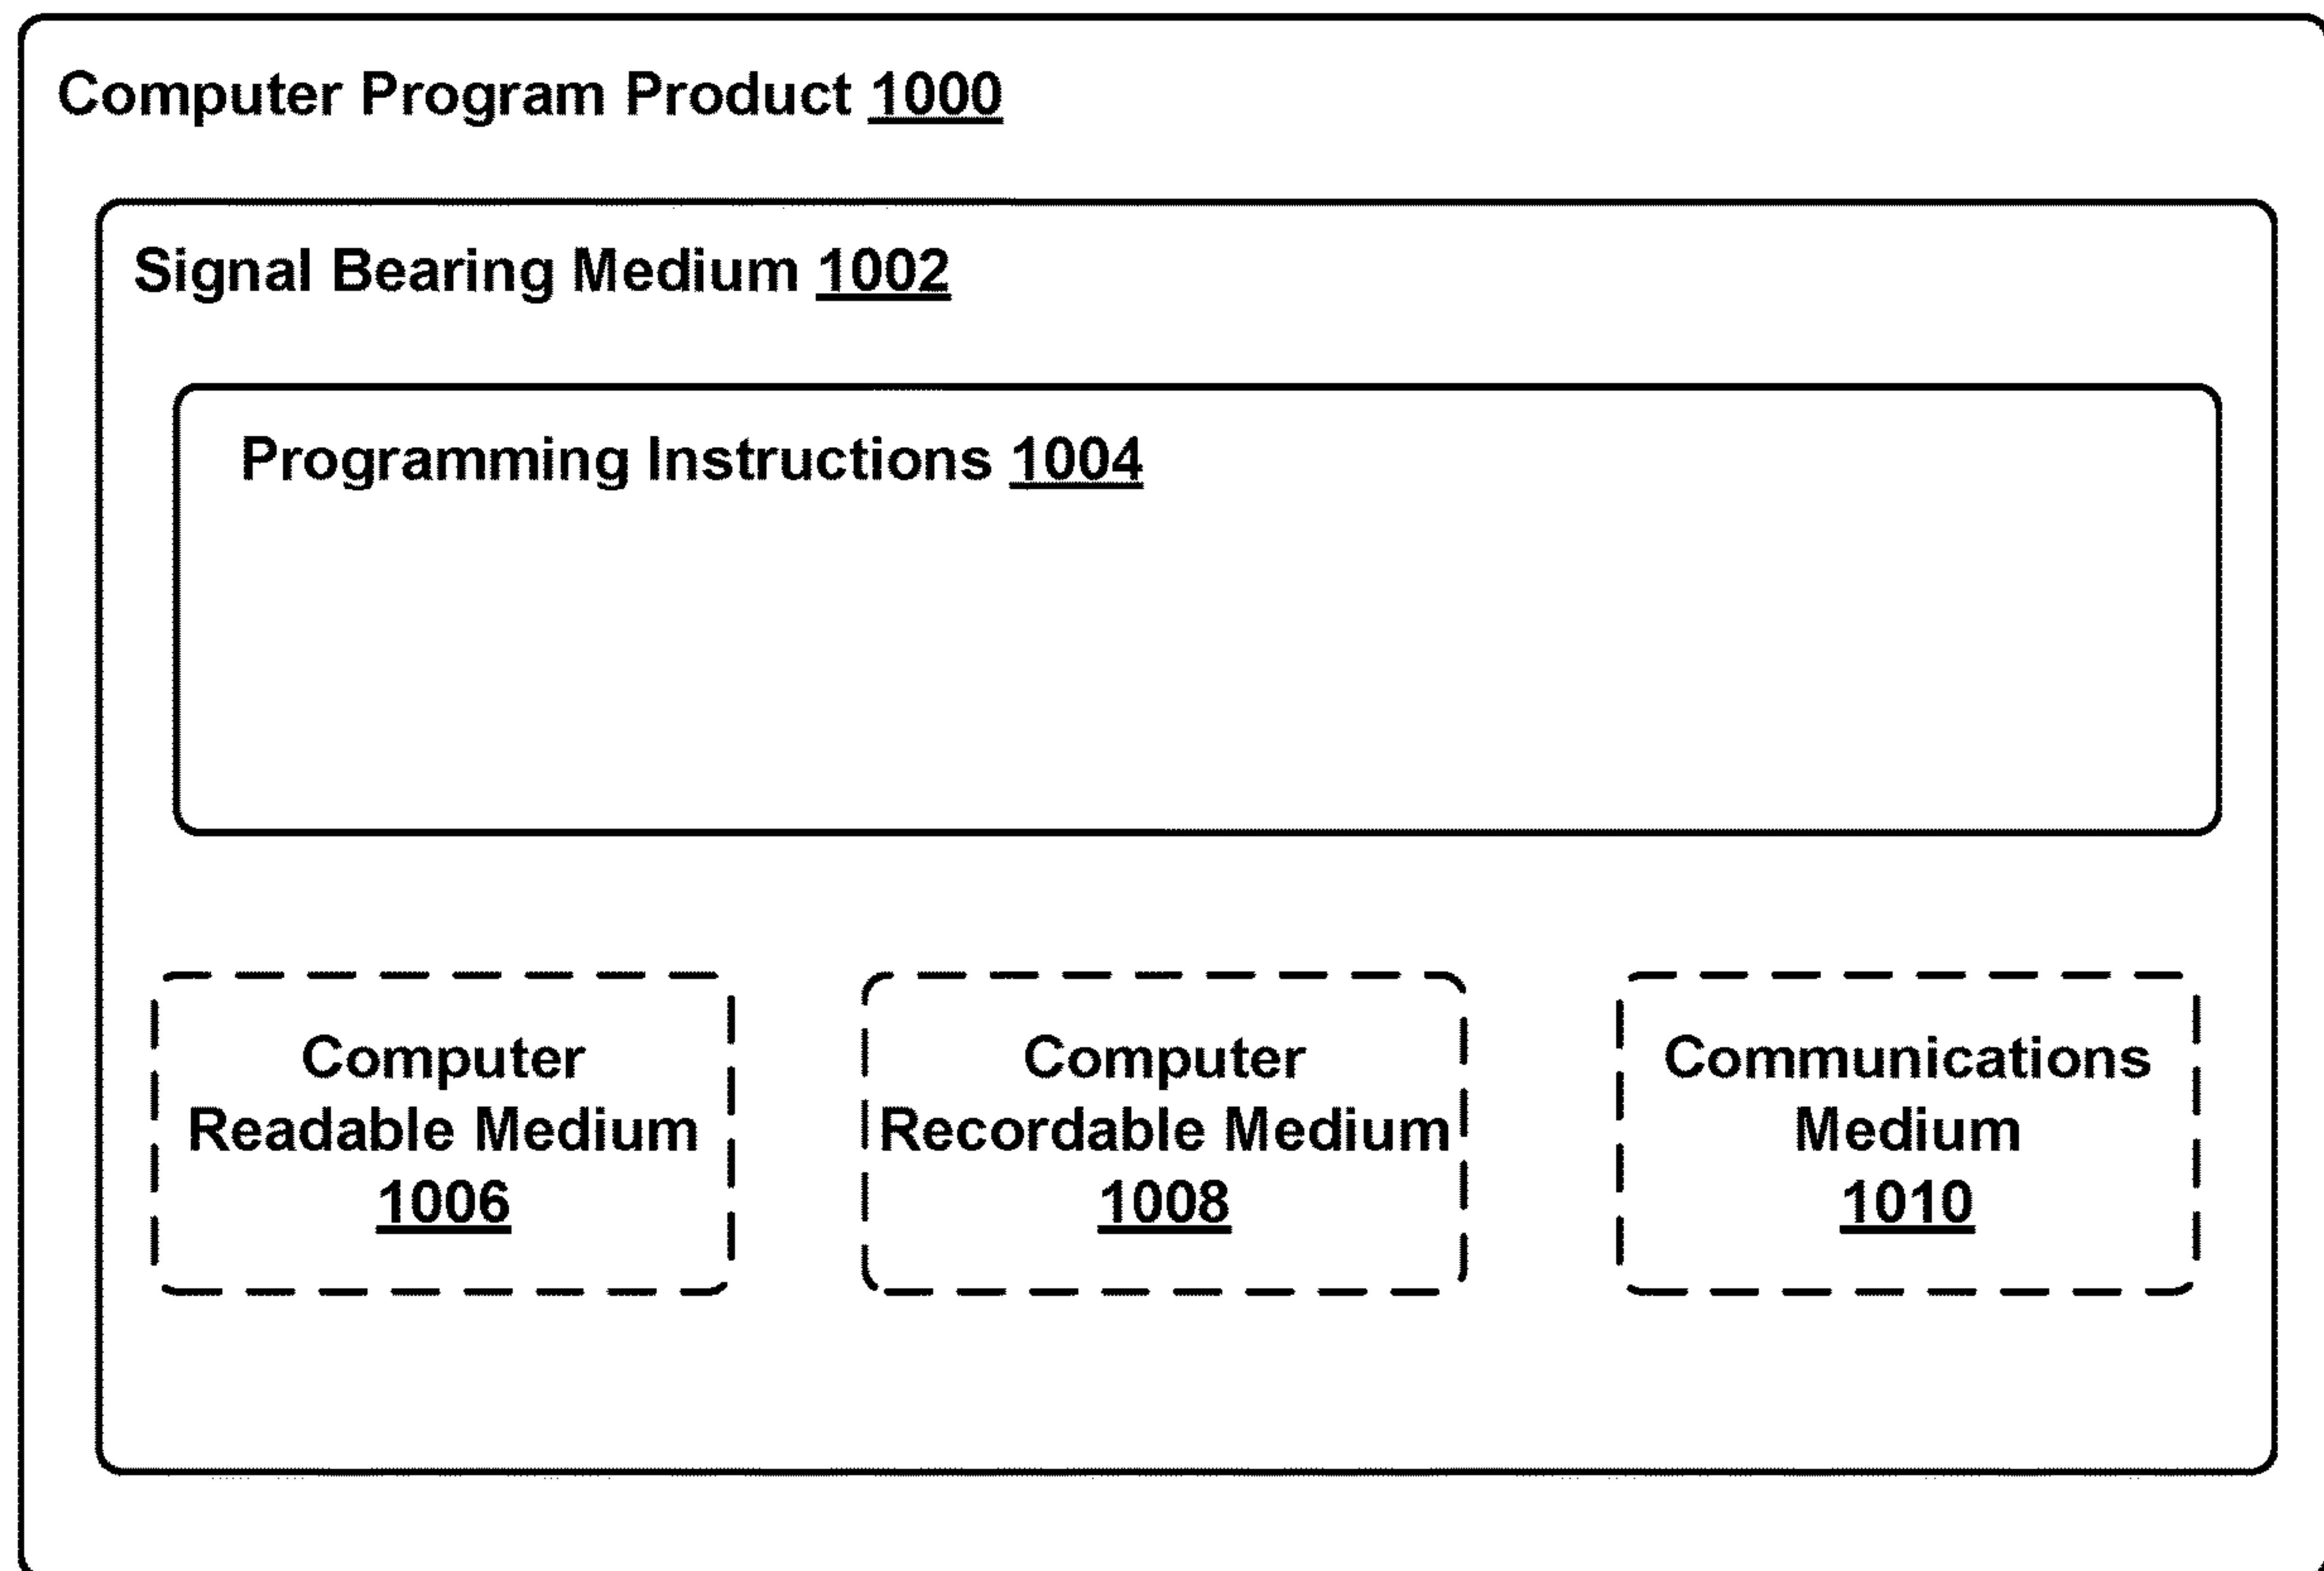 Computer Program Product 1000
Signal Bearing Medium 1002
Programming Instructions 1004
Computer
Readable Medium
1006
Computer
Recordable Medium
1008
Communications
Medium
1010